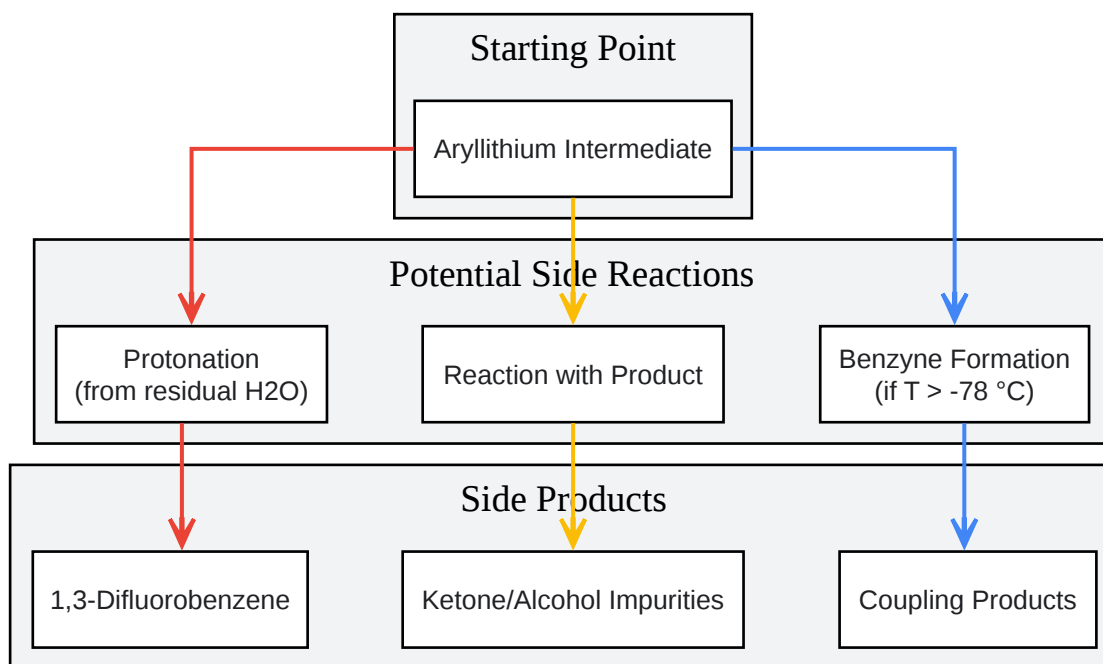 Starting Point
Aryllithium Intermediate
Potential Side Reactions
Protonation
(from residual H2O)
Reaction with Product
Benzyne Formation
(if T > -78 °C)
Side Products
1,3-Difluorobenzene
Ketone/Alcohol Impurities
Coupling Products